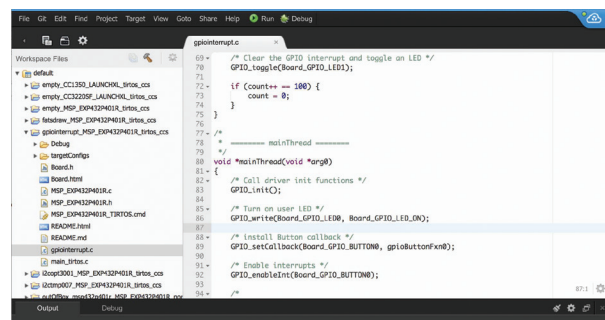 File Git Edit Find Project Target View Go Goto Share Help Run Debug
gpiointerrupt.c ×
Workspace Files
default
empty_CC1350_LAUNCHXL_tirtos_ccs
empty_CC3220SF_LAUNCHXL_tirtos_ccs
empty_MSP_EXP432P401R_tirtos_ccs
fatsdraw_MSP_EXP432P401R_tirtos_ccs
gpiointerrupt_MSP_EXP432P401R_tirtos_ccs
Debug
targetConfigs
Board.h
Board.html
MSP_EXP432P401R.c
MSP_EXP432P401R.h
MSP_EXP432P401R_TIRTOS.cmd
README.html
README.md
gpiointerrupt.c
main_tirtos.c
i2copt3001_MSP_EXP432P401R_tirtos_ccs
i2ctmp007_MSP_EXP432P401R_tirtos_ccs
outOfBox_msp432p401r_MSP_EXP432P401R_nor
69 /* Clear the GPIO interrupt and toggle an LED */
70 GPIO_toggle(Board_GPIO_LED1);
71
72 if (count++ == 100) {
73 count = 0;
74 }
75 }
76
77 /*
78 * ======== mainThread ========
79 */
80 void *mainThread(void *arg0)
81 {
82 /* Call driver init functions */
83 GPIO_init();
84
85 /* Turn on user LED */
86 GPIO_write(Board_GPIO_LED0, Board_GPIO_LED_ON);
87
88 /* install Button callback */
89 GPIO_setCallback(Board_GPIO_BUTTON0, gpioButtonFxn0);
90
91 /* Enable interrupts */
92 GPIO_enableInt(Board_GPIO_BUTTON0);
93
94 /*
87:1
Output Debug